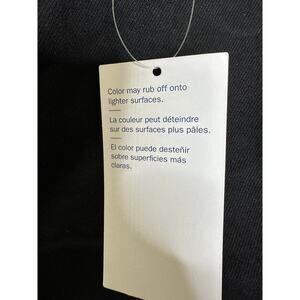 Color may rub off onto
lighter surfaces.
La couleur peut déteindre
sur des surfaces plus pâles.
El color puede desteñir
sobre superficies más
claras.